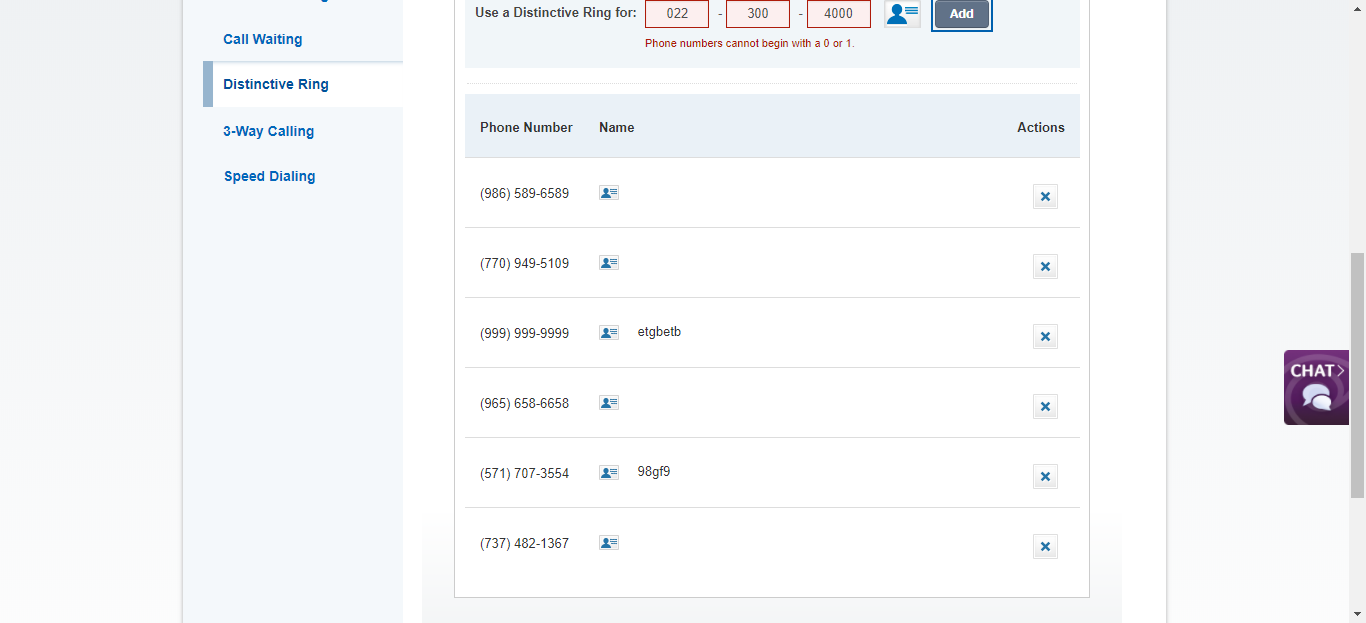 Use a Distinctive Ring for: 022 - 300 - 4000 Add
Phone numbers cannot begin with a 0 or 1.
Call Waiting
Distinctive Ring
3-Way Calling
Speed Dialing
Phone Number Name Actions
(986) 589-6589
(770) 949-5109
(999) 999-9999 etgbetb
(965) 658-6658
(571) 707-3554 98gf9
(737) 482-1367
CHAT